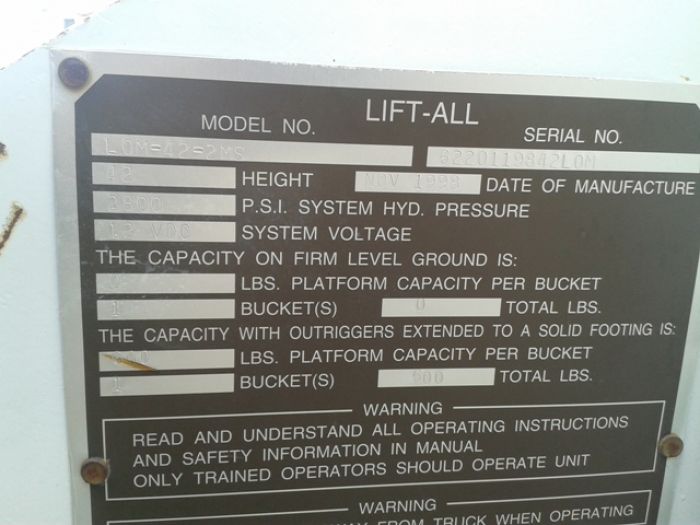 LIFT-ALL
MODEL NO. SERIAL NO.
LOM=42=2MS 6220119842LOM
42 HEIGHT NOV 1998 DATE OF MANUFACTURE
P.S.I. SYSTEM HYD. PRESSURE
12 VDC SYSTEM VOLTAGE
THE CAPACITY ON FIRM LEVEL GROUND IS:
LBS. PLATFORM CAPACITY PER BUCKET
1 BUCKET(S) 0 TOTAL LBS.
THE CAPACITY WITH OUTRIGGERS EXTENDED TO A SOLID FOOTING IS:
LBS. PLATFORM CAPACITY PER BUCKET
1 BUCKET(S) TOTAL LBS.
WARNING
READ AND UNDERSTAND ALL OPERATING INSTRUCTIONS
AND SAFETY INFORMATION IN MANUAL
ONLY TRAINED OPERATORS SHOULD OPERATE UNIT
WARNING
FROM TRUCK WHEN OPERATING